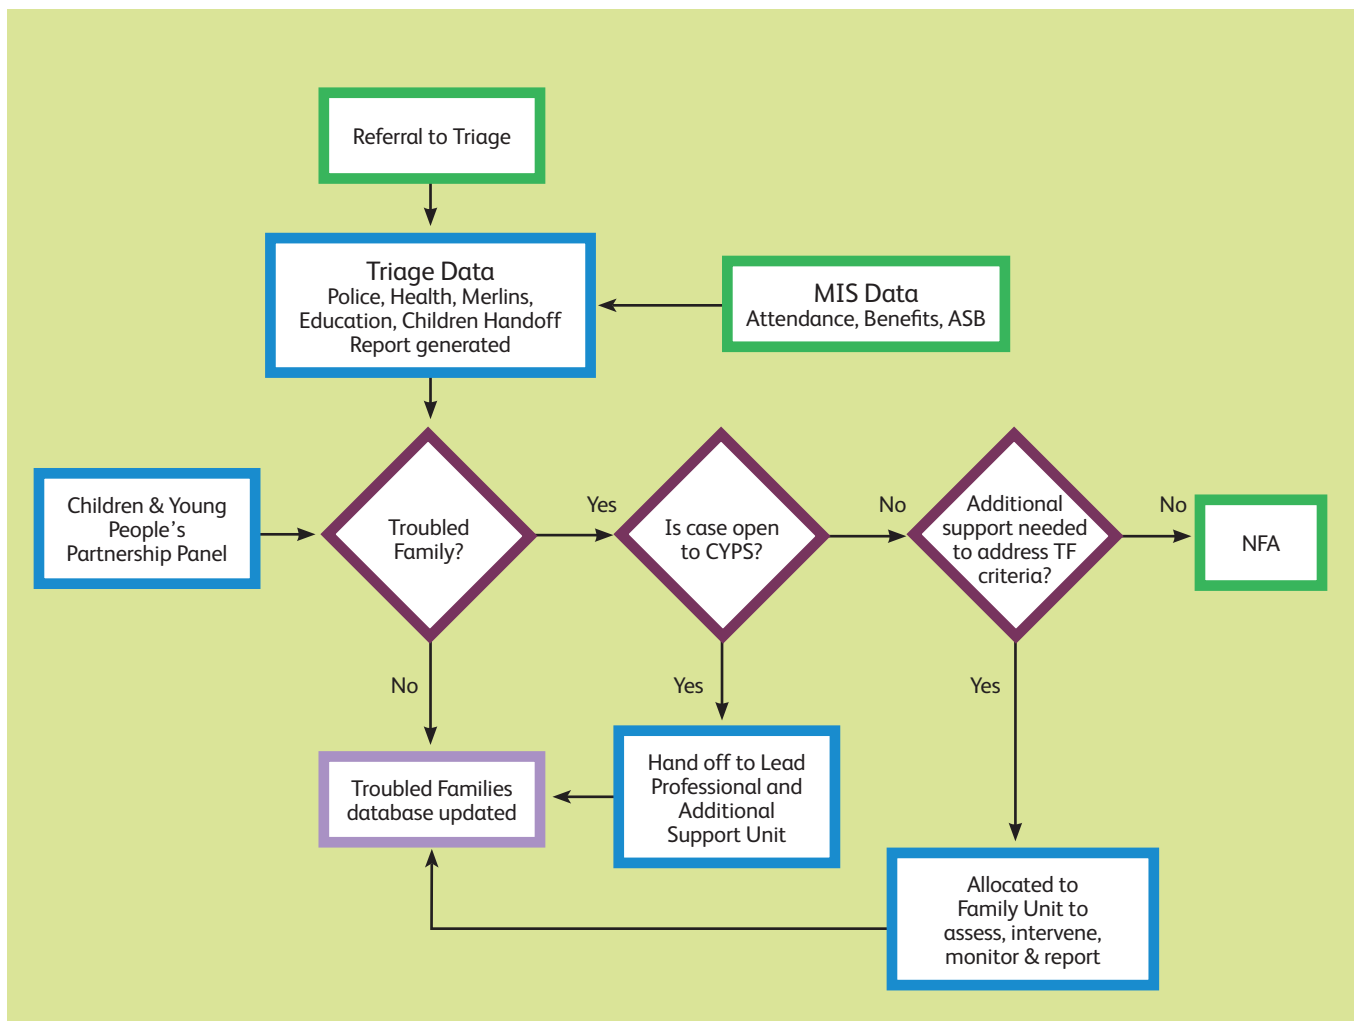 Referral to Triage
Triage Data
Police, Health, Merlins,
Education, Children Handoff
Report generated
MIS Data
Attendance, Benefits, ASB
Children & Young
People's
Partnership Panel
Troubled
Family?
Yes
Is case open
to CYPS?
No
Additional
support needed
to address TF
criteria?
No
NFA
No
Yes
Yes
Troubled Families
database updated
Hand off to Lead
Professional and
Additional
Support Unit
Allocated to
Family Unit to
assess, intervene,
monitor & report